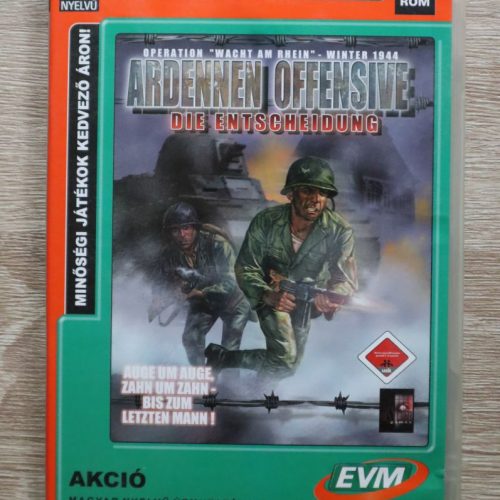 NYELVŰ
ROM
MINŐSÉGI JÁTÉKOK KEDVEZŐ ÁRON!
OPERATION "WACHT AM RHEIN" - WINTER 1944
ARDENNEN OFFENSIVE
DIE ENTSCHEIDUNG
AUGE UM AUGE
ZAHN UM ZAHN -
BIS ZUM
LETZTEN MANN !
AKCIÓ
EVM